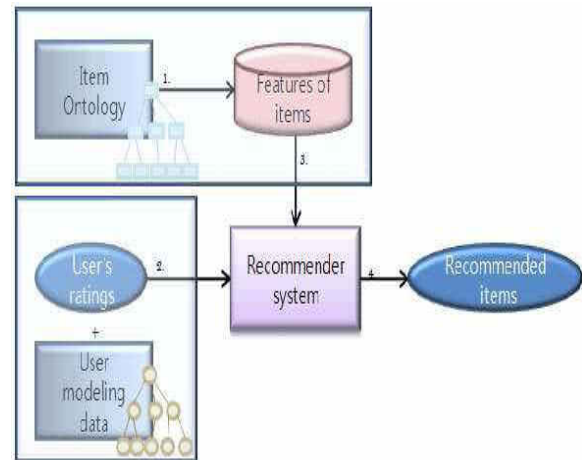 Item
Ortology
1.
Features of
items
3.
User's
ratings
2.
Recommender
system
4.
Recommended
items
+
User
modeling
data